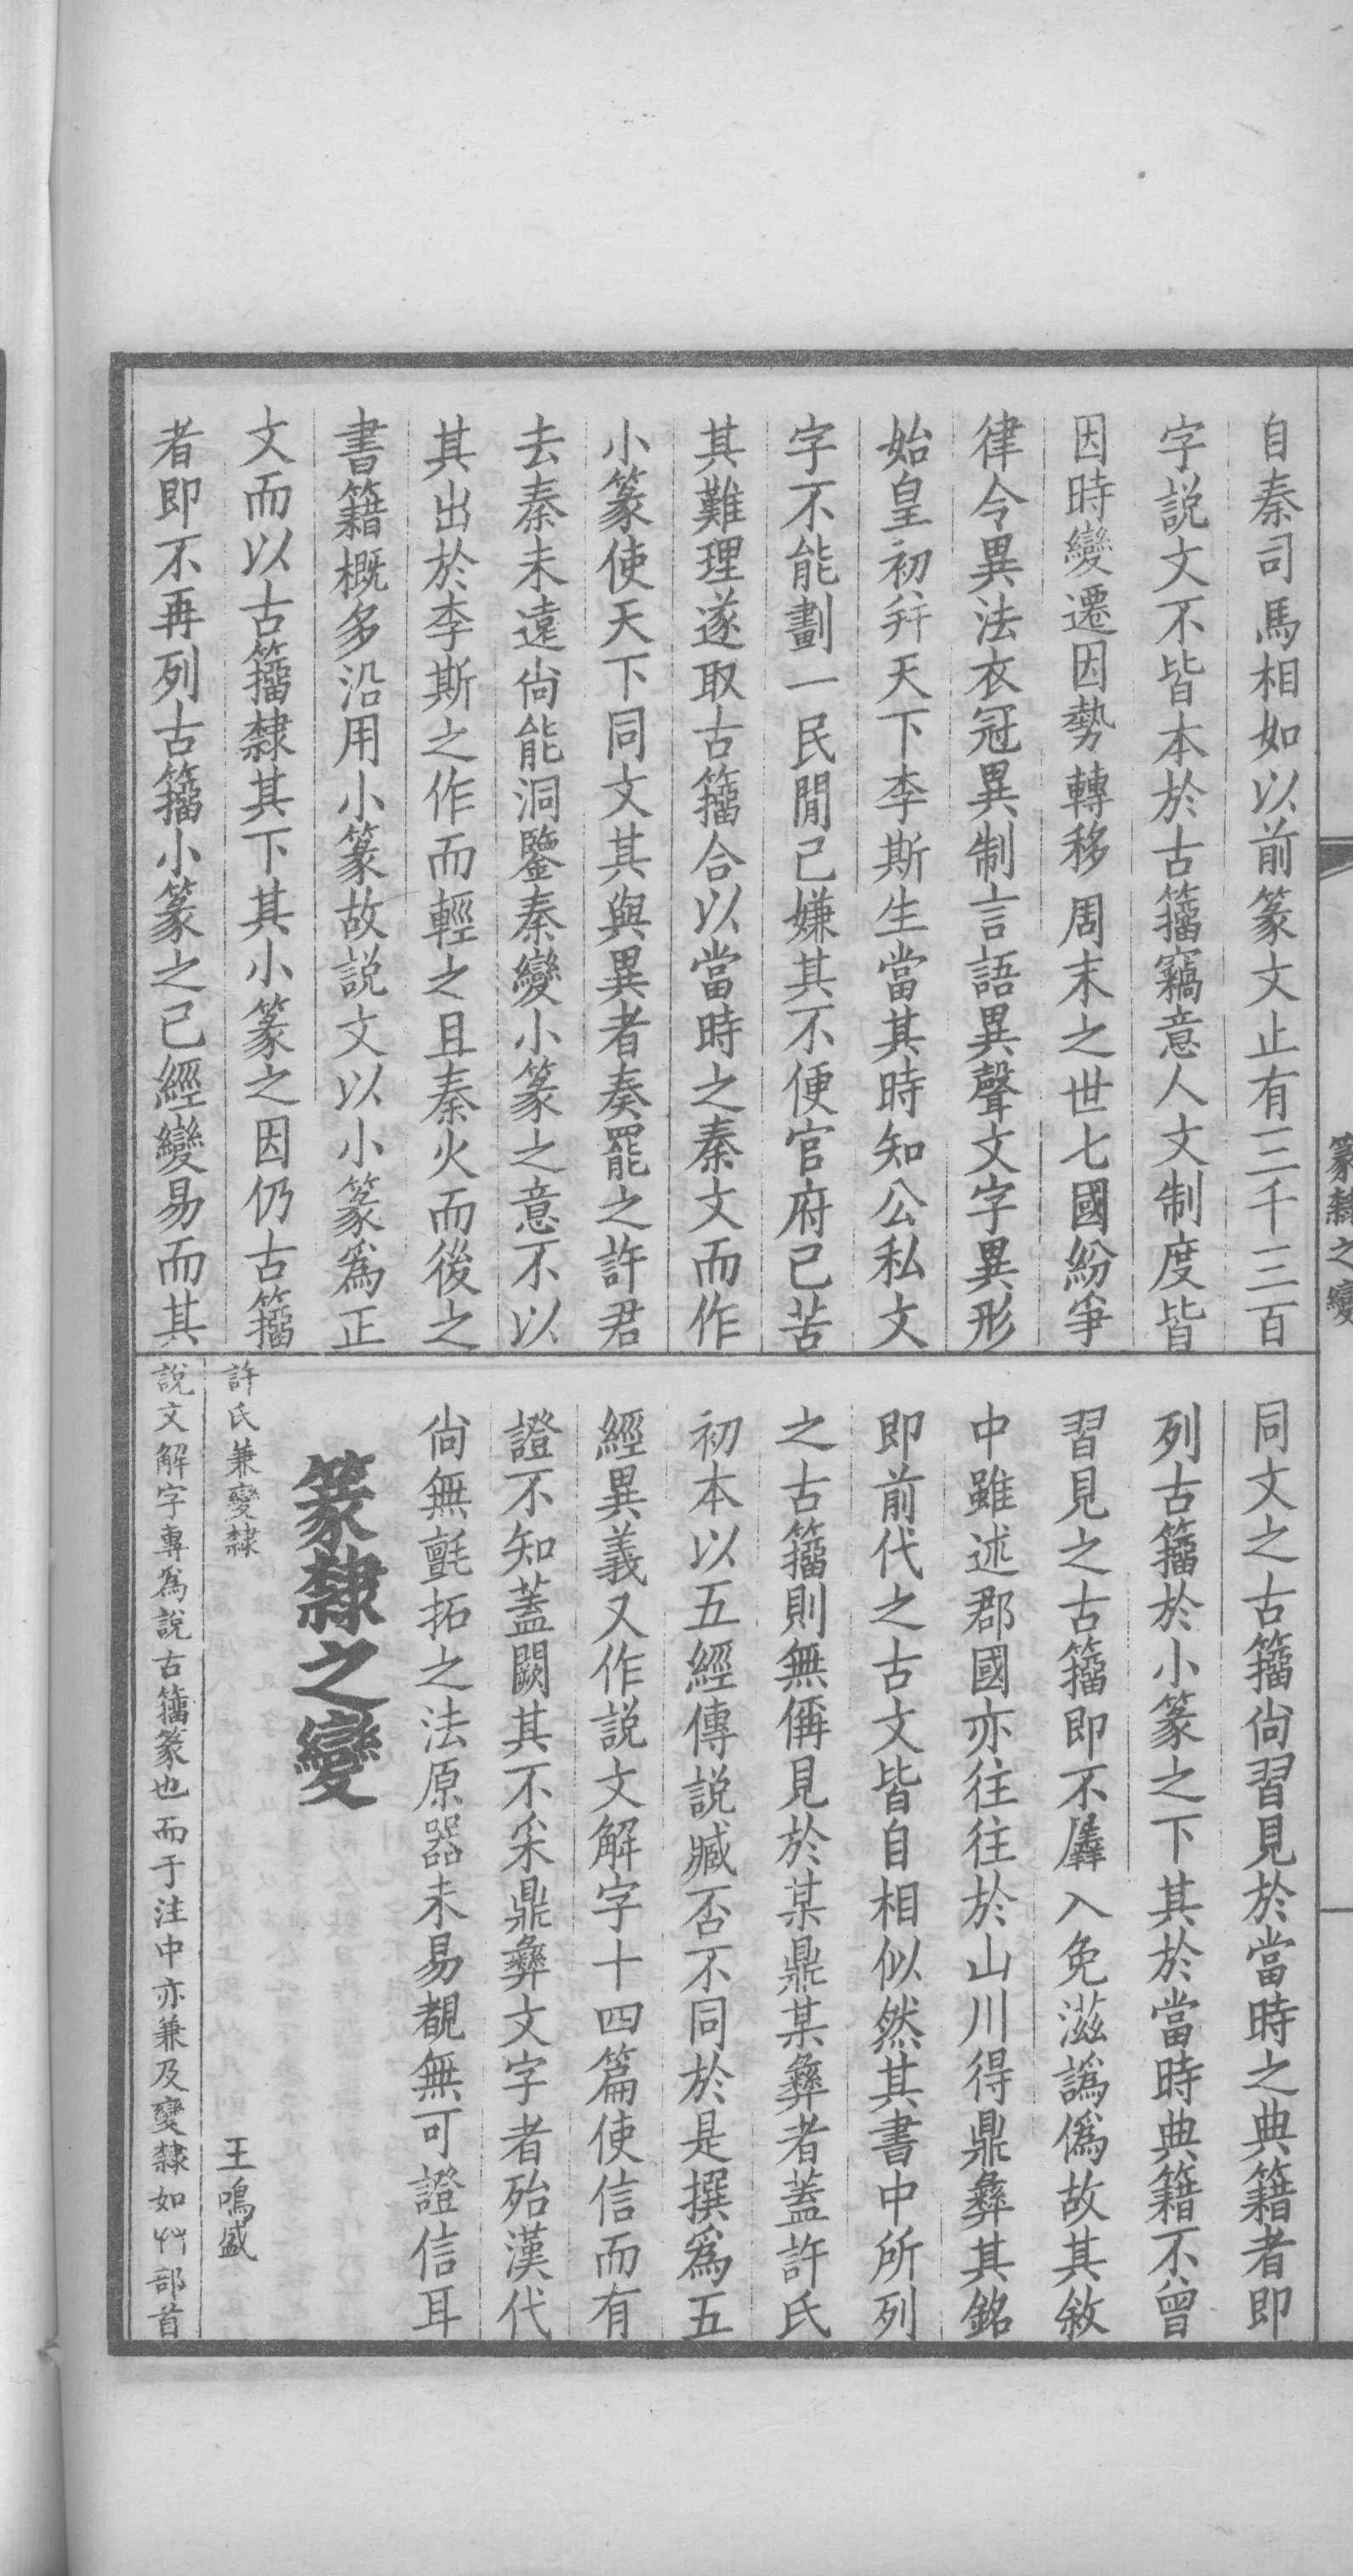 篆隸之變
自秦司馬相如以前篆文止有三千三百
字説文不皆本於古籀竊意人文制度皆
因時變遷因勢轉移周末之世七國紛爭
律令異法衣冠異制言語異聲文字異形
始皇初幷天下李斯生當其時知公私文
字不能劃一民閒已嫌其不便官府已苦
其難理遂取古籀合以當時之秦文而作
小篆使天下同文其與異者奏罷之許君
去秦未遠尙能洞鑒秦變小篆之意不以
其出於李斯之作而輕之且秦火而後之
書籍概多沿用小篆故説文以小篆爲正
文而以古籀隸其下其小篆之因仍古籀
者即不再列古籀小篆之已經變易而其
同文之古籀尙習見於當時之典籍者即
列古籀於小篆之下其於當時典籍不曾
習見之古籀即不羼入免滋譌僞故其敘
中雖述郡國亦往往於山川得鼎彝其銘
即前代之古文皆自相似然其書中所列
之古籀則無偁見於某鼎某彝者蓋許氏
初本以五經傳説臧否不同於是撰爲五
經異義又作説文解字十四篇使信而有
證不知蓋闕其不采鼎彝文字者殆漢代
尙無氈拓之法原器未易覩無可證信耳
篆隸之變
許氏兼變隸 王鳴盛
說文解字專爲說古籀篆也而于注中亦兼及變隸如艸部首